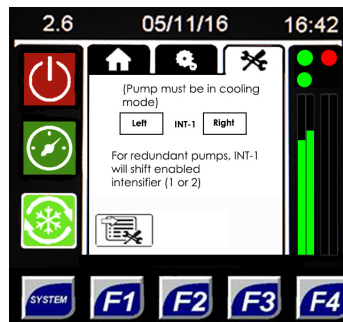 2.6 05/11/16 16:42
(Pump must be in cooling
mode)
Left INT-1 Right
For redundant pumps, INT-1
will shift enabled
intensifier (1 or 2)
SYSTEM F1 F2 F3 F4